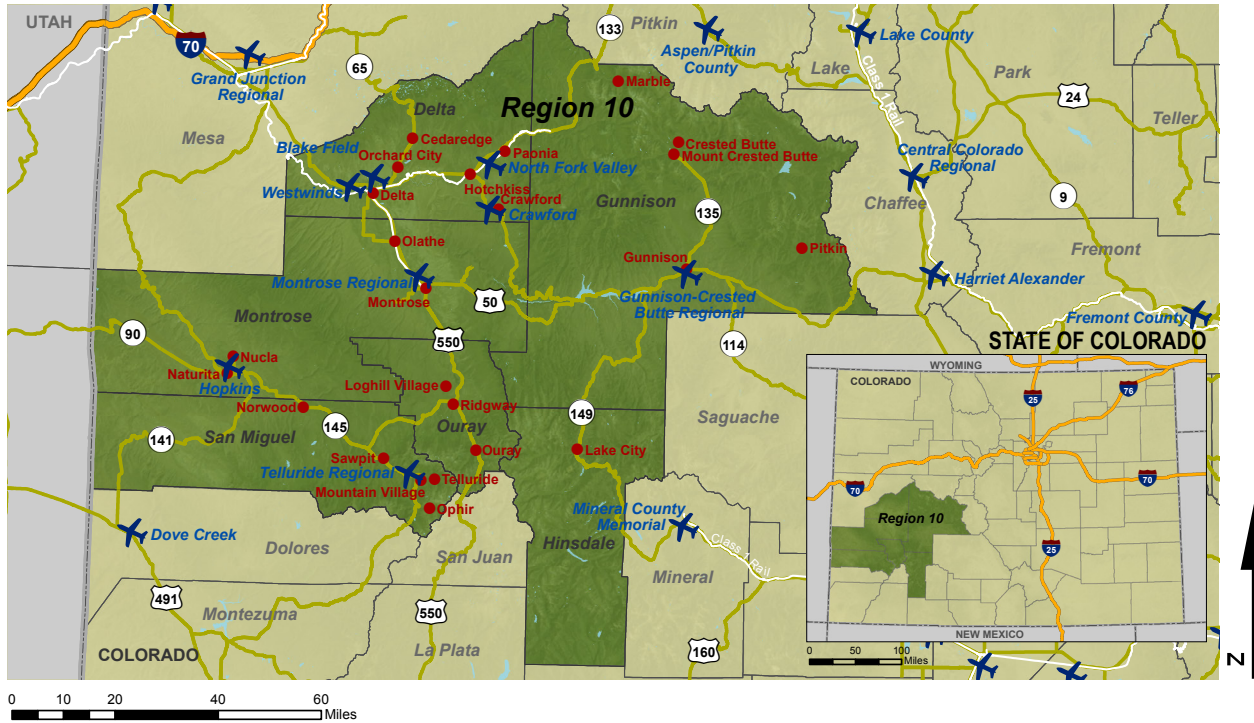 UTAH
70
133
Pitkin
Aspen/Pitkin
County
Lake County
Lake
Class 1 Rail
Park
24
Teller
Grand Junction
Regional
65
Mesa
Marble
Delta
Region 10
Cedaredge
Blake Field
Orchard City
Paonia
North Fork Valley
Crested Butte
Mount Crested Butte
Central Colorado
Regional
Westwinds
Delta
Hotchkiss
Crawford
Crawford
Gunnison
135
Chaffee
9
Olathe
Pitkin
Fremont
Gunnison
Montrose Regional
Montrose
50
Gunnison-Crested
Butte Regional
Harriet Alexander
Fremont County
Montrose
90
550
114
STATE OF COLORADO
Nucla
Naturita
Hopkins
Loghill Village
Norwood
Ridgway
149
145
Ouray
Saguache
141
San Miguel
Sawpit
Ouray
Lake City
Telluride Regional
Telluride
Mountain Village
Ophir
Mineral County
Memorial
Dove Creek
Dolores
San Juan
Hinsdale
Class 1 Rail
Mineral
491
Montezuma
550
La Plata
160
COLORADO
WYOMING
COLORADO
25
76
70
70
Region 10
25
NEW MEXICO
0 50 100
Miles
N
0 10 20 40 60
Miles